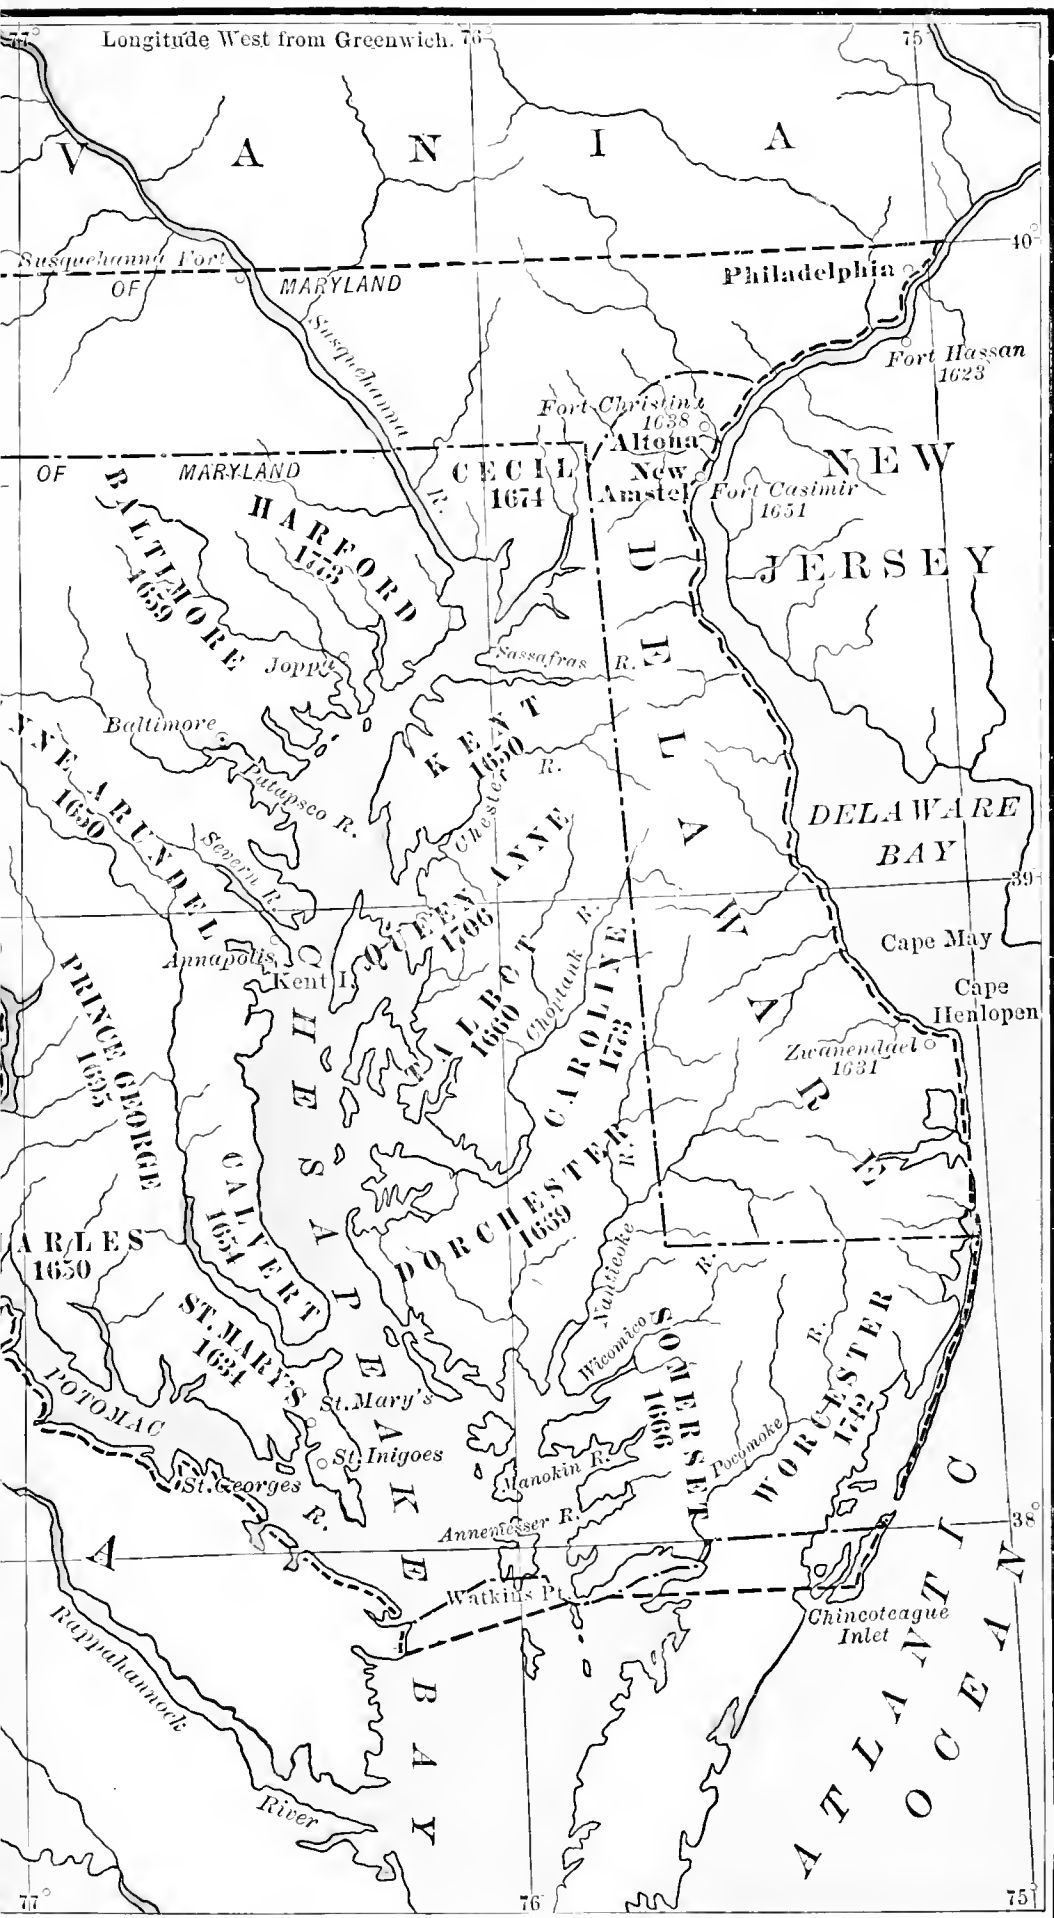 77°
Longitude West from Greenwich.
76
75
V A N I A
Susquehanna Fort
40°
OF MARYLAND
Philadelphia
Susquehanna
R.
Fort Hassan
1623
Fort Christina
1638
Altona
OF MARYLAND
CECIL
1674
New
Amstel
Fort Casimir
1651
NEW
JERSEY
BALTIMORE
1659
HARFORD
1773
Joppa
Sassafras R.
DELAWARE
Baltimore
Patapsco R.
KENT
1650
Chester R.
NNE ARUNDEL
1650
Severn R.
DELAWARE
BAY
QUEEN ANNE
1706
39
Annapolis
Kent I.
CHESAPEAKE BAY
Cape May
Cape
Henlopen
PRINCE GEORGE
1695
TALBOT
1660
Choptank R.
CAROLINE
1773
Zwanendael
1631
CALVERT
1654
DORCHESTER
1669
Nanticoke R.
ARLES
1650
ST. MARY'S
1634
Wicomico R.
SOMERSET
1666
WORCESTER
1742
R.
Pocomoke
POTOMAC
R.
St. Mary's
St. Inigoes
St. Georges
Manokin R.
Annemesser R.
38
A
Watkins Pt.
Chincoteague
Inlet
Rappahannock
River
ATLANTIC
OCEAN
77°
76
75